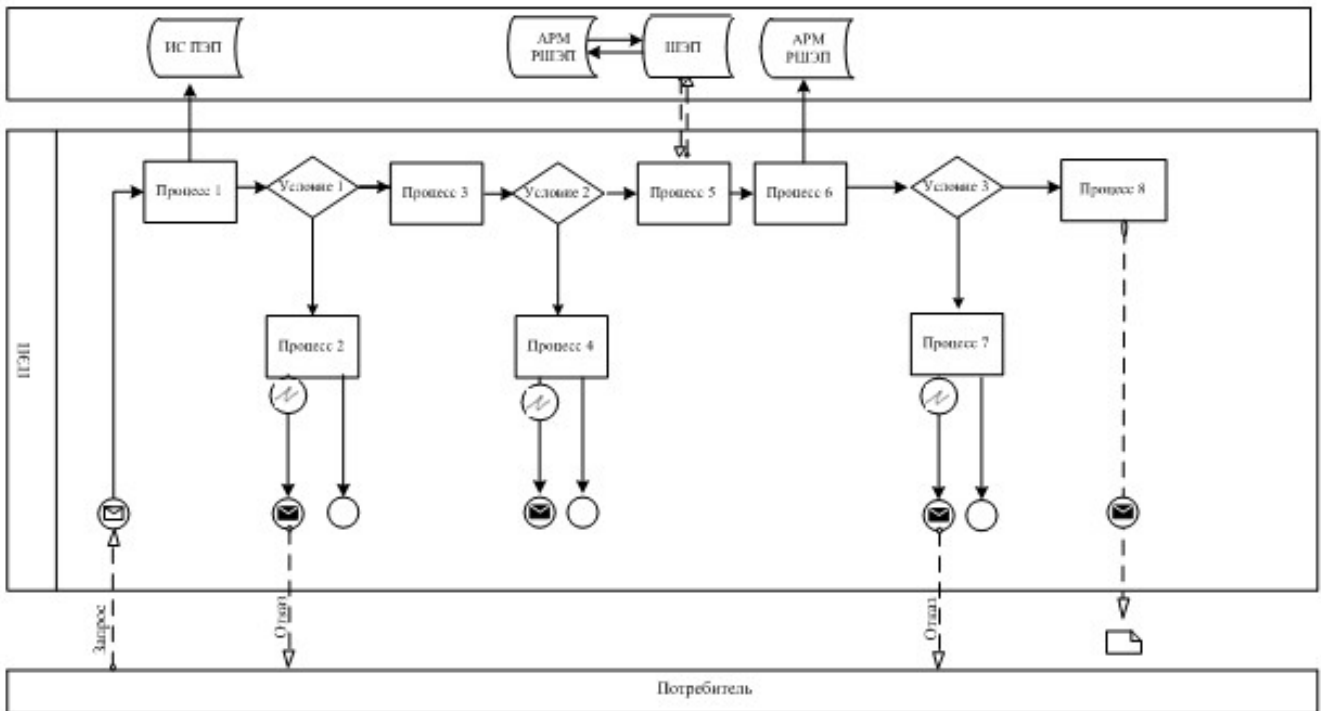 ИС ПЭП
АРМ
РШЭП
ШЭП
АРМ
РШЭП
Процесс 1
Условие 1
Процесс 3
Условие 2
Процесс 5
Процесс 6
Условие 3
Процесс 8
Процесс 2
Процесс 4
Процесс 7
Запрос
Отказ
Отказ
Потребитель